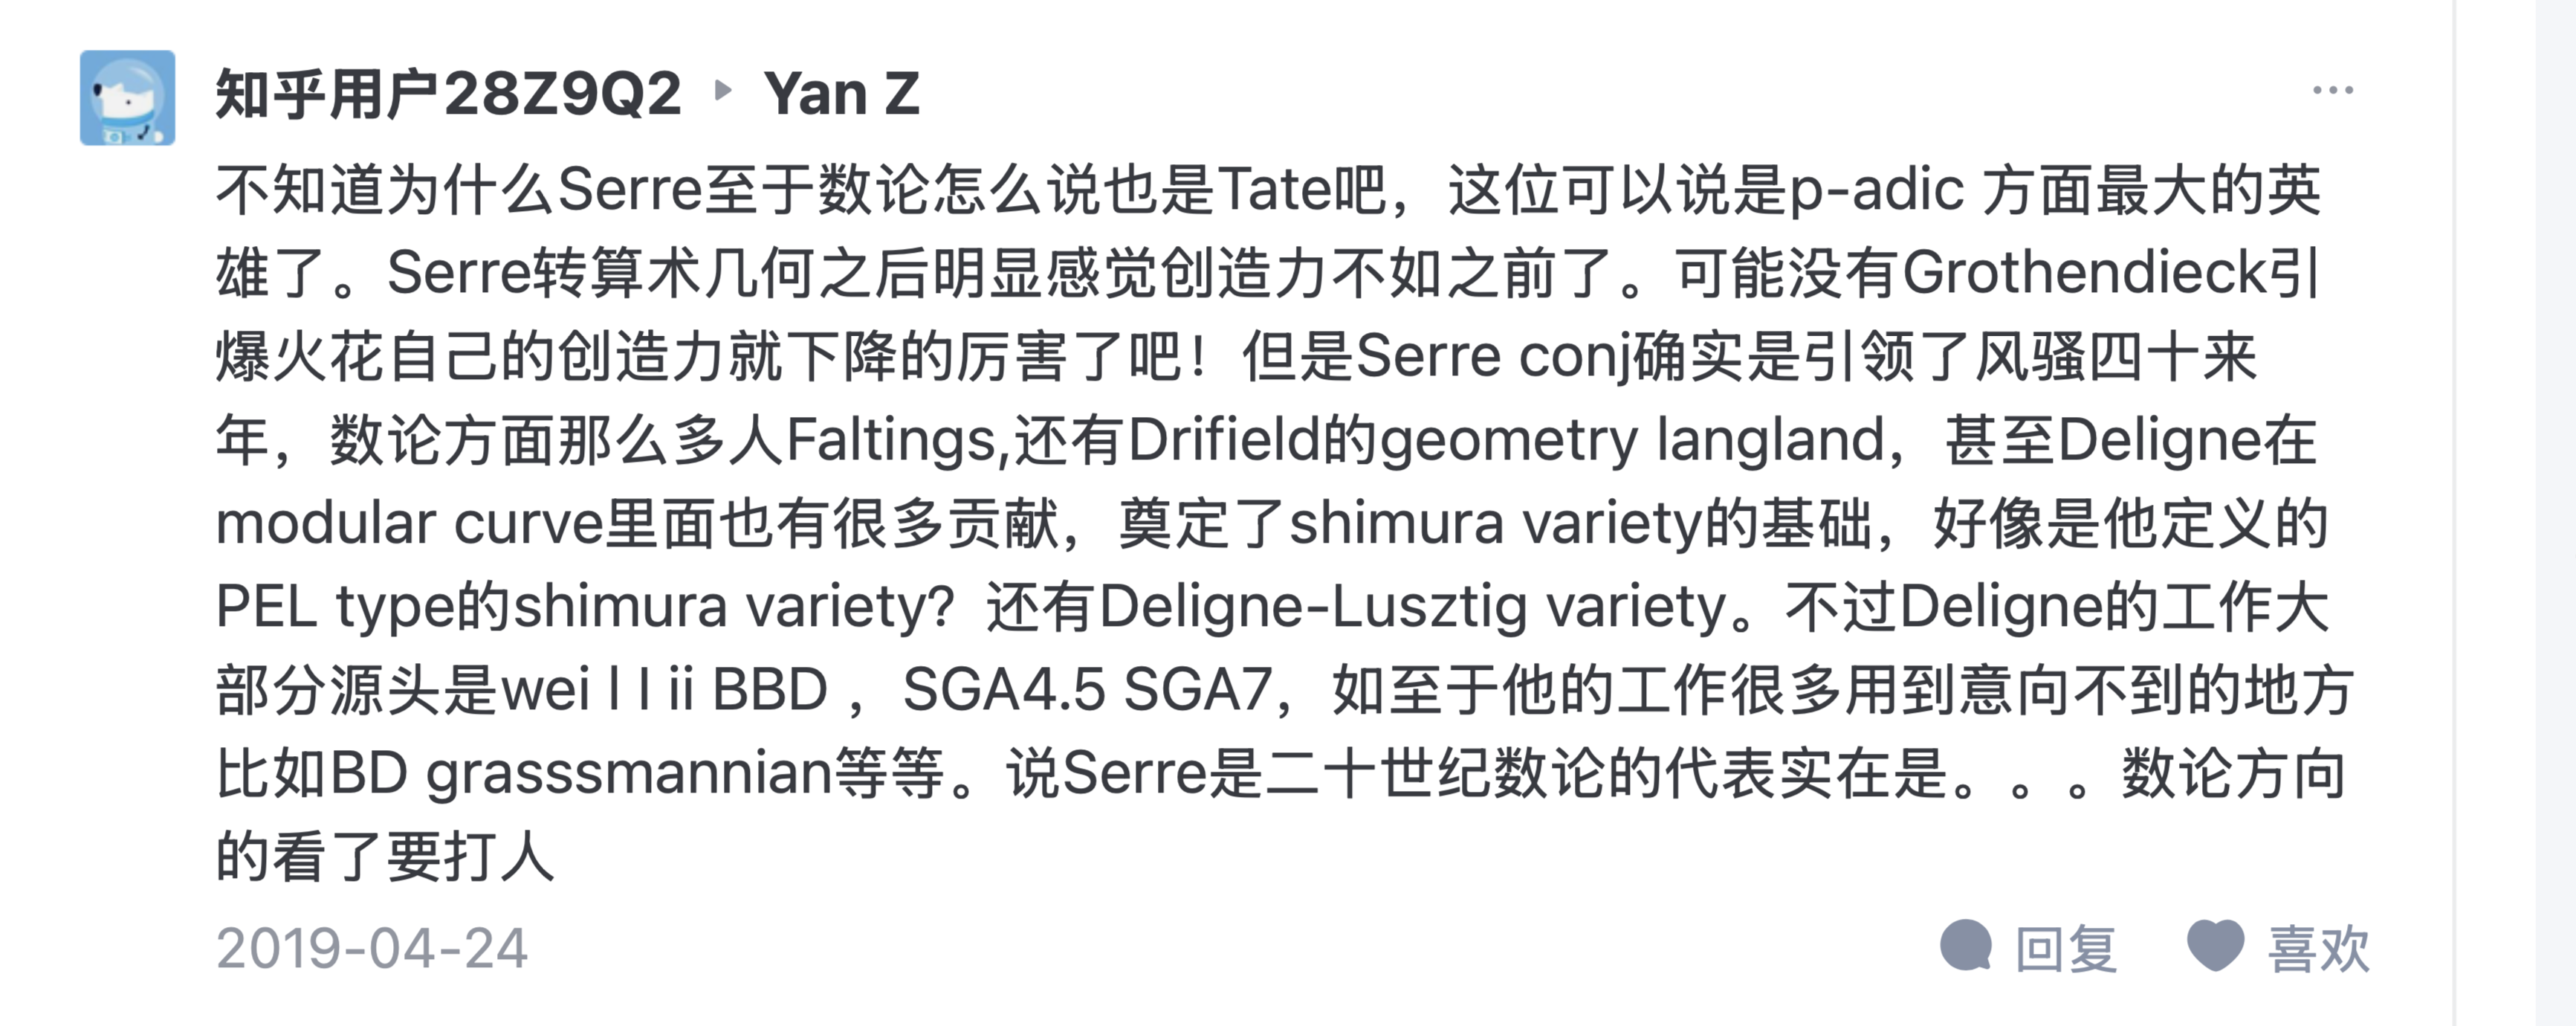 知乎用户28Z9Q2 ▸ Yan Z
不知道为什么Serre至于数论怎么说也是Tate吧，这位可以说是p-adic 方面最大的英
雄了。Serre转算术几何之后明显感觉创造力不如之前了。可能没有Grothendieck引
爆火花自己的创造力就下降的厉害了吧！但是Serre conj确实是引领了风骚四十来
年，数论方面那么多人Faltings,还有Drifield的geometry langland，甚至Deligne在
modular curve里面也有很多贡献，奠定了shimura variety的基础，好像是他定义的
PEL type的shimura variety？还有Deligne-Lusztig variety。不过Deligne的工作大
部分源头是wei l I ii BBD ，SGA4.5 SGA7，如至于他的工作很多用到意向不到的地方
比如BD grasssmannian等等。说Serre是二十世纪数论的代表实在是。。。数论方向
的看了要打人
2019-04-24 回复 喜欢